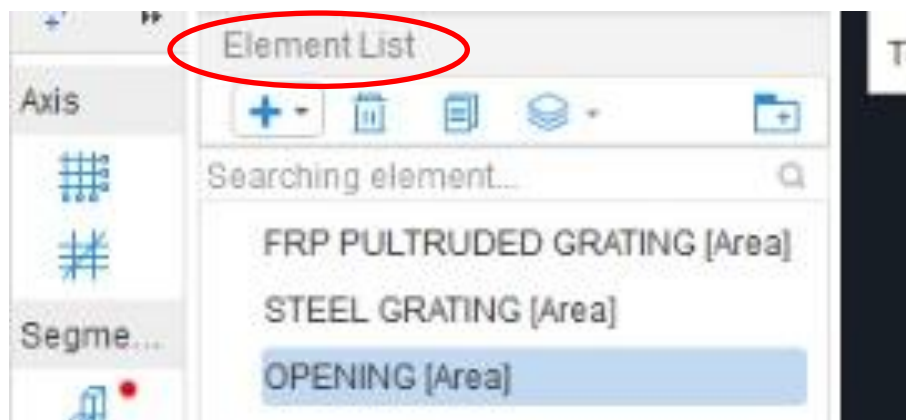 Element List
Axis
Searching element...
FRP PULTRUDED GRATING [Area]
STEEL GRATING [Area]
Segme...
OPENING [Area]